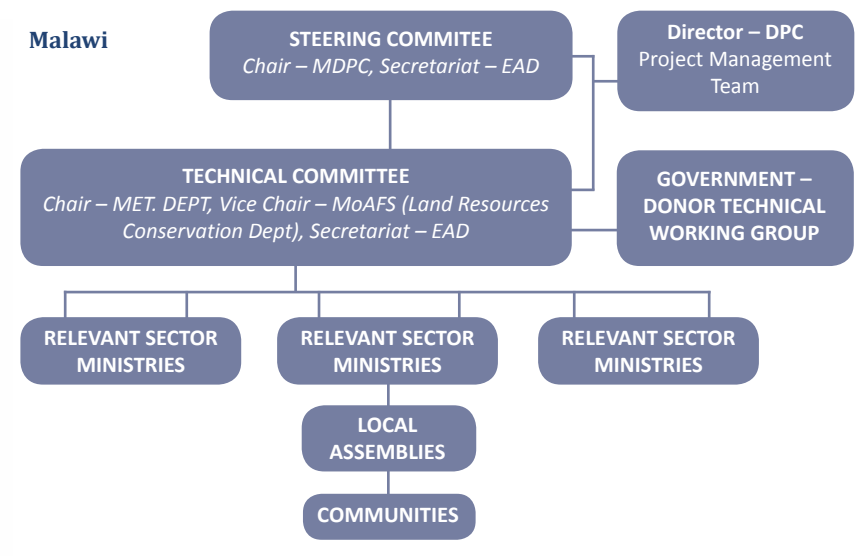 Malawi
STEERING COMMITEE
Chair – MDPC, Secretariat – EAD
Director – DPC
Project Management
Team
TECHNICAL COMMITTEE
Chair – MET. DEPT, Vice Chair – MoAFS (Land Resources
Conservation Dept), Secretariat – EAD
GOVERNMENT –
DONOR TECHNICAL
WORKING GROUP
RELEVANT SECTOR
MINISTRIES
RELEVANT SECTOR
MINISTRIES
RELEVANT SECTOR
MINISTRIES
LOCAL
ASSEMBLIES
COMMUNITIES